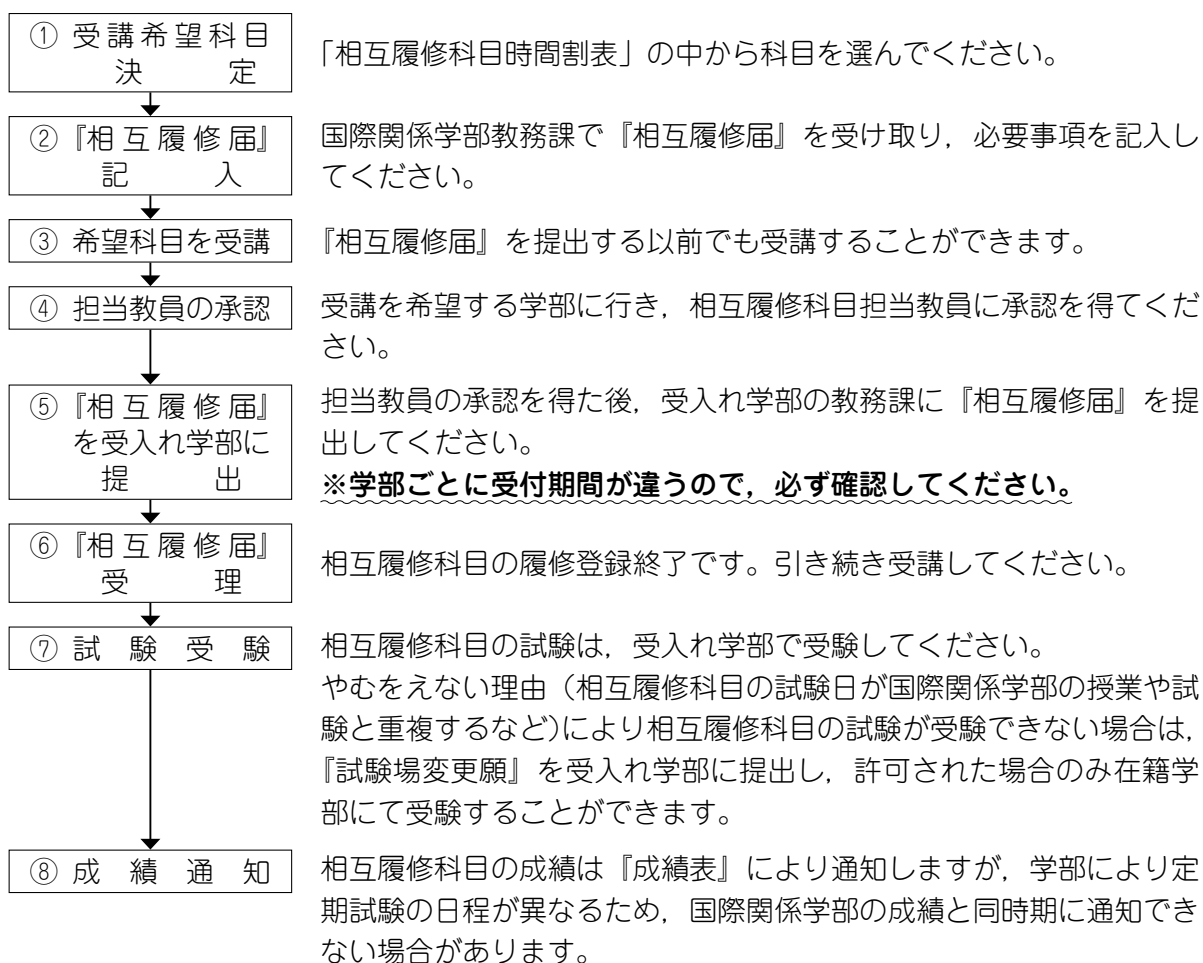 ① 受講希望科目
決定
「相互履修科目時間割表」の中から科目を選んでください。
②『相互履修届』
記入
国際関係学部教務課で『相互履修届』を受け取り，必要事項を記入し
てください。
③ 希望科目を受講
『相互履修届』を提出する以前でも受講することができます。
④ 担当教員の承認
受講を希望する学部に行き，相互履修科目担当教員に承認を得てくだ
さい。
⑤『相互履修届』
を受入れ学部に
提出
担当教員の承認を得た後，受入れ学部の教務課に『相互履修届』を提
出してください。
※学部ごとに受付期間が違うので，必ず確認してください。
⑥『相互履修届』
受理
相互履修科目の履修登録終了です。引き続き受講してください。
⑦ 試験受験
相互履修科目の試験は，受入れ学部で受験してください。
やむをえない理由（相互履修科目の試験日が国際関係学部の授業や試
験と重複するなど）により相互履修科目の試験が受験できない場合は，
『試験場変更願』を受入れ学部に提出し，許可された場合のみ在籍学
部にて受験することができます。
⑧ 成績通知
相互履修科目の成績は『成績表』により通知しますが，学部により定
期試験の日程が異なるため，国際関係学部の成績と同時期に通知でき
ない場合があります。